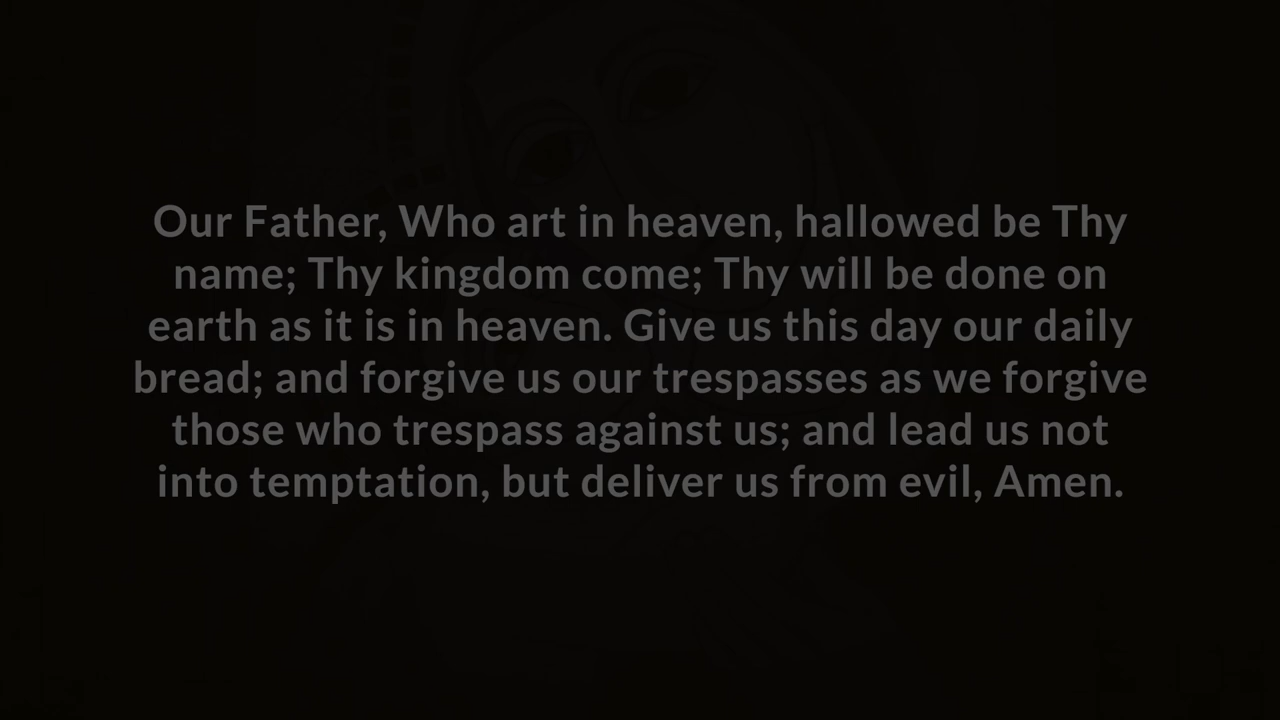 Our Father, Who art in heaven, hallowed be Thy
name; Thy kingdom come; Thy will be done on
earth as it is in heaven. Give us this day our daily
bread; and forgive us our trespasses as we forgive
those who trespass against us; and lead us not
into temptation, but deliver us from evil, Amen.